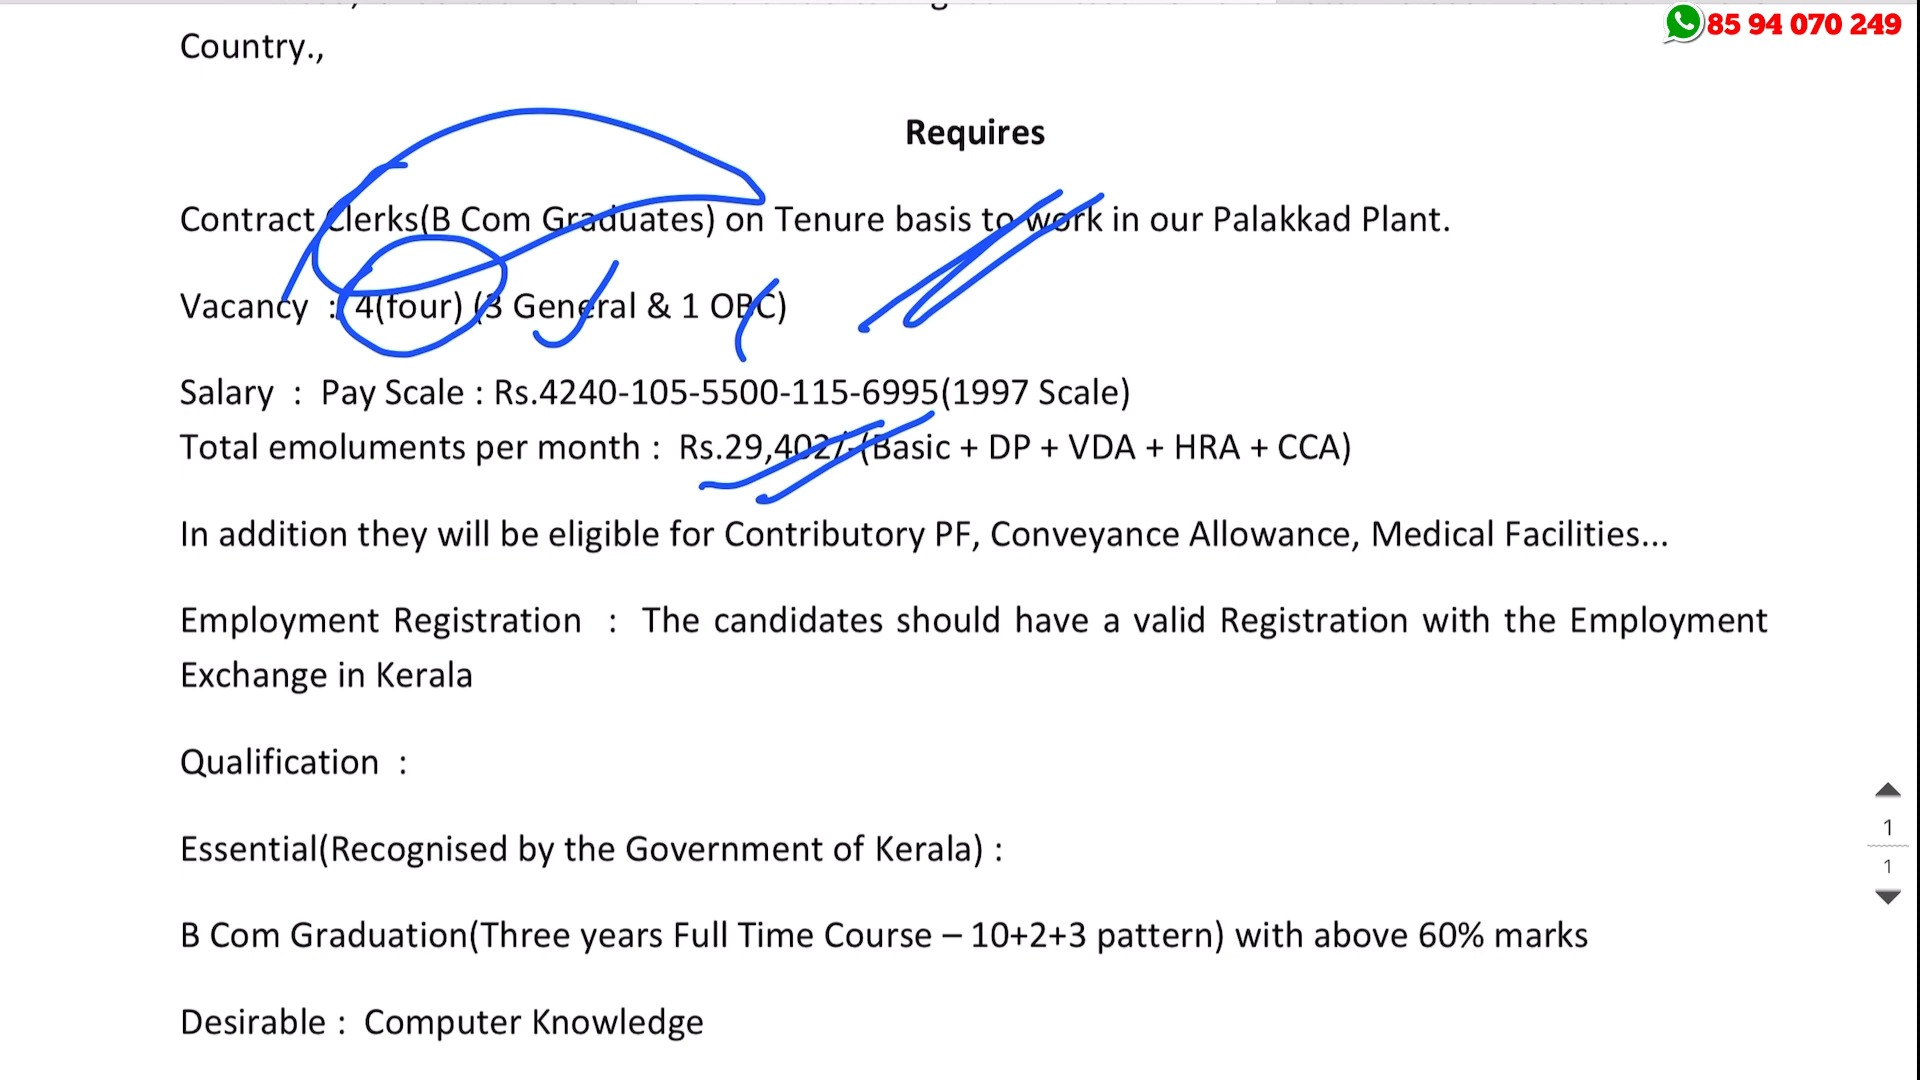 85 94 070 249
Country.,
Requires
Contract Clerks(B Com Graduates) on Tenure basis to work in our Palakkad Plant.
Vacancy : 4(four) (3 General & 1 OBC)
Salary : Pay Scale : Rs.4240-105-5500-115-6995(1997 Scale)
Total emoluments per month : Rs.29,402/-(Basic + DP + VDA + HRA + CCA)
In addition they will be eligible for Contributory PF, Conveyance Allowance, Medical Facilities...
Employment Registration : The candidates should have a valid Registration with the Employment
Exchange in Kerala
Qualification :
Essential(Recognised by the Government of Kerala) :
B Com Graduation(Three years Full Time Course – 10+2+3 pattern) with above 60% marks
Desirable : Computer Knowledge
1
1